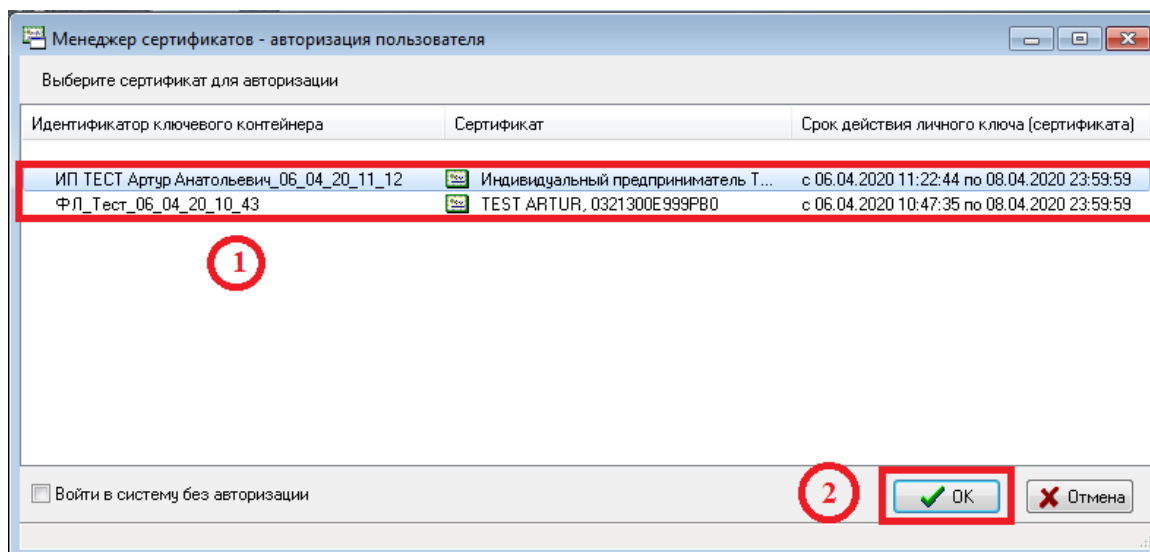 Менеджер сертификатов - авторизация пользователя
Выберите сертификат для авторизации
Идентификатор ключевого контейнера Сертификат Срок действия личного ключа (сертификата)
ИП ТЕСТ Артур Анатольевич_06_04_20_11_12 Индивидуальный предприниматель Т... с 06.04.2020 11:22:44 по 08.04.2020 23:59:59
ФЛ_Тест_06_04_20_10_43 TEST ARTUR, 0321300E999PB0 с 06.04.2020 10:47:35 по 08.04.2020 23:59:59
1
Войти в систему без авторизации 2 OK Отмена